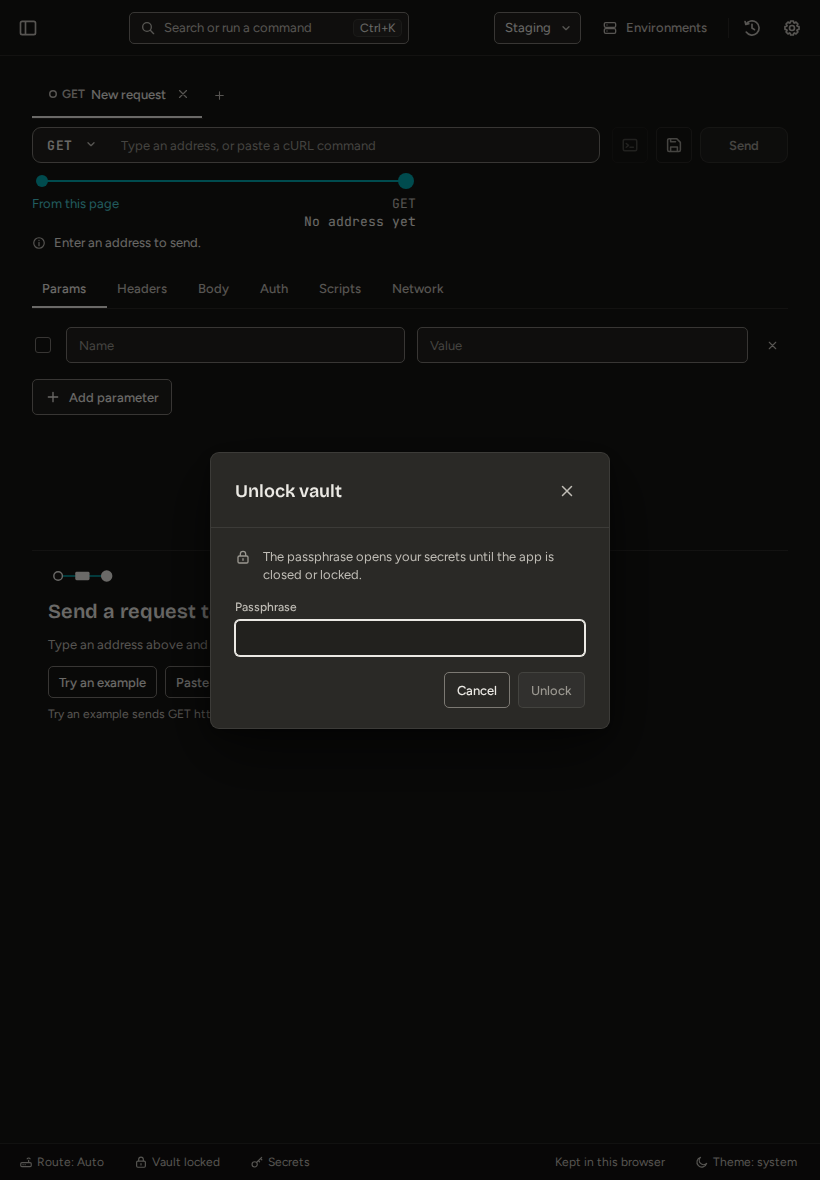 Search or run a command Ctrl+K Staging Environments
GET New request
GET Type an address, or paste a cURL command Send
From this page GET
No address yet
Enter an address to send.
Params Headers Body Auth Scripts Network
Name Value
Add parameter
Unlock vault
The passphrase opens your secrets until the app is
closed or locked.
Passphrase
Cancel Unlock
Send a request t
Type an address above and
Try an example Paste
Try an example sends GET htt
Route: Auto Vault locked Secrets Kept in this browser Theme: system